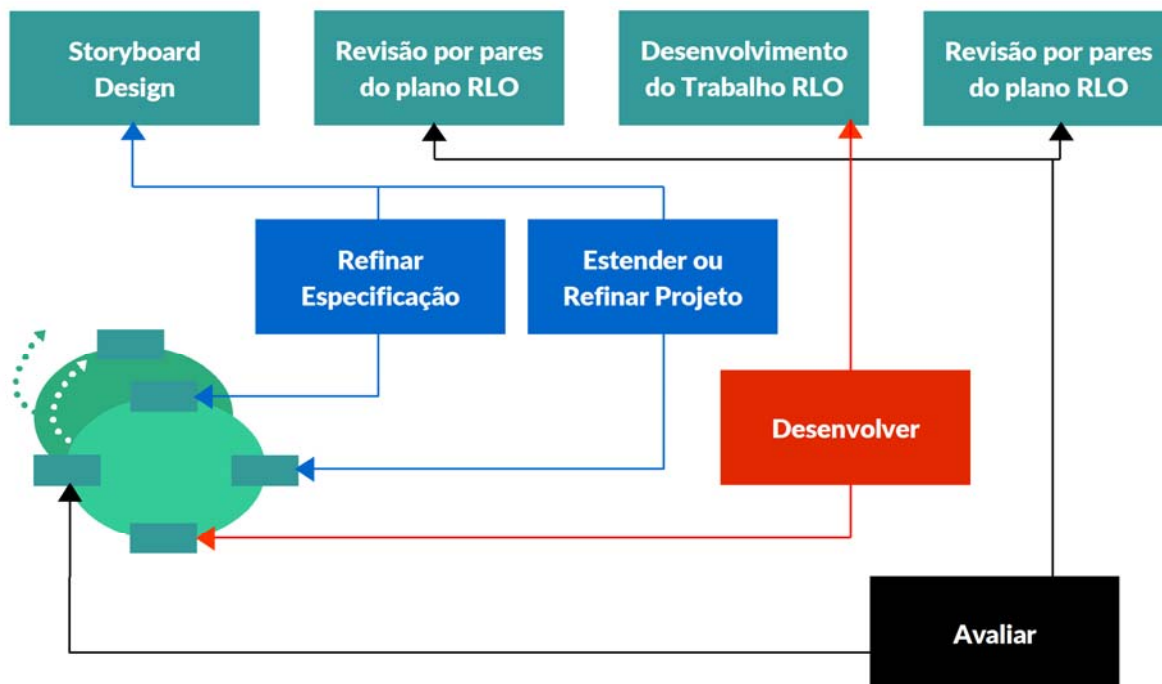 Storyboard
Design
Revisão por pares
do plano RLO
Desenvolvimento
do Trabalho RLO
Revisão por pares
do plano RLO
Refinar
Especificação
Estender ou
Refinar Projeto
Desenvolver
Avaliar